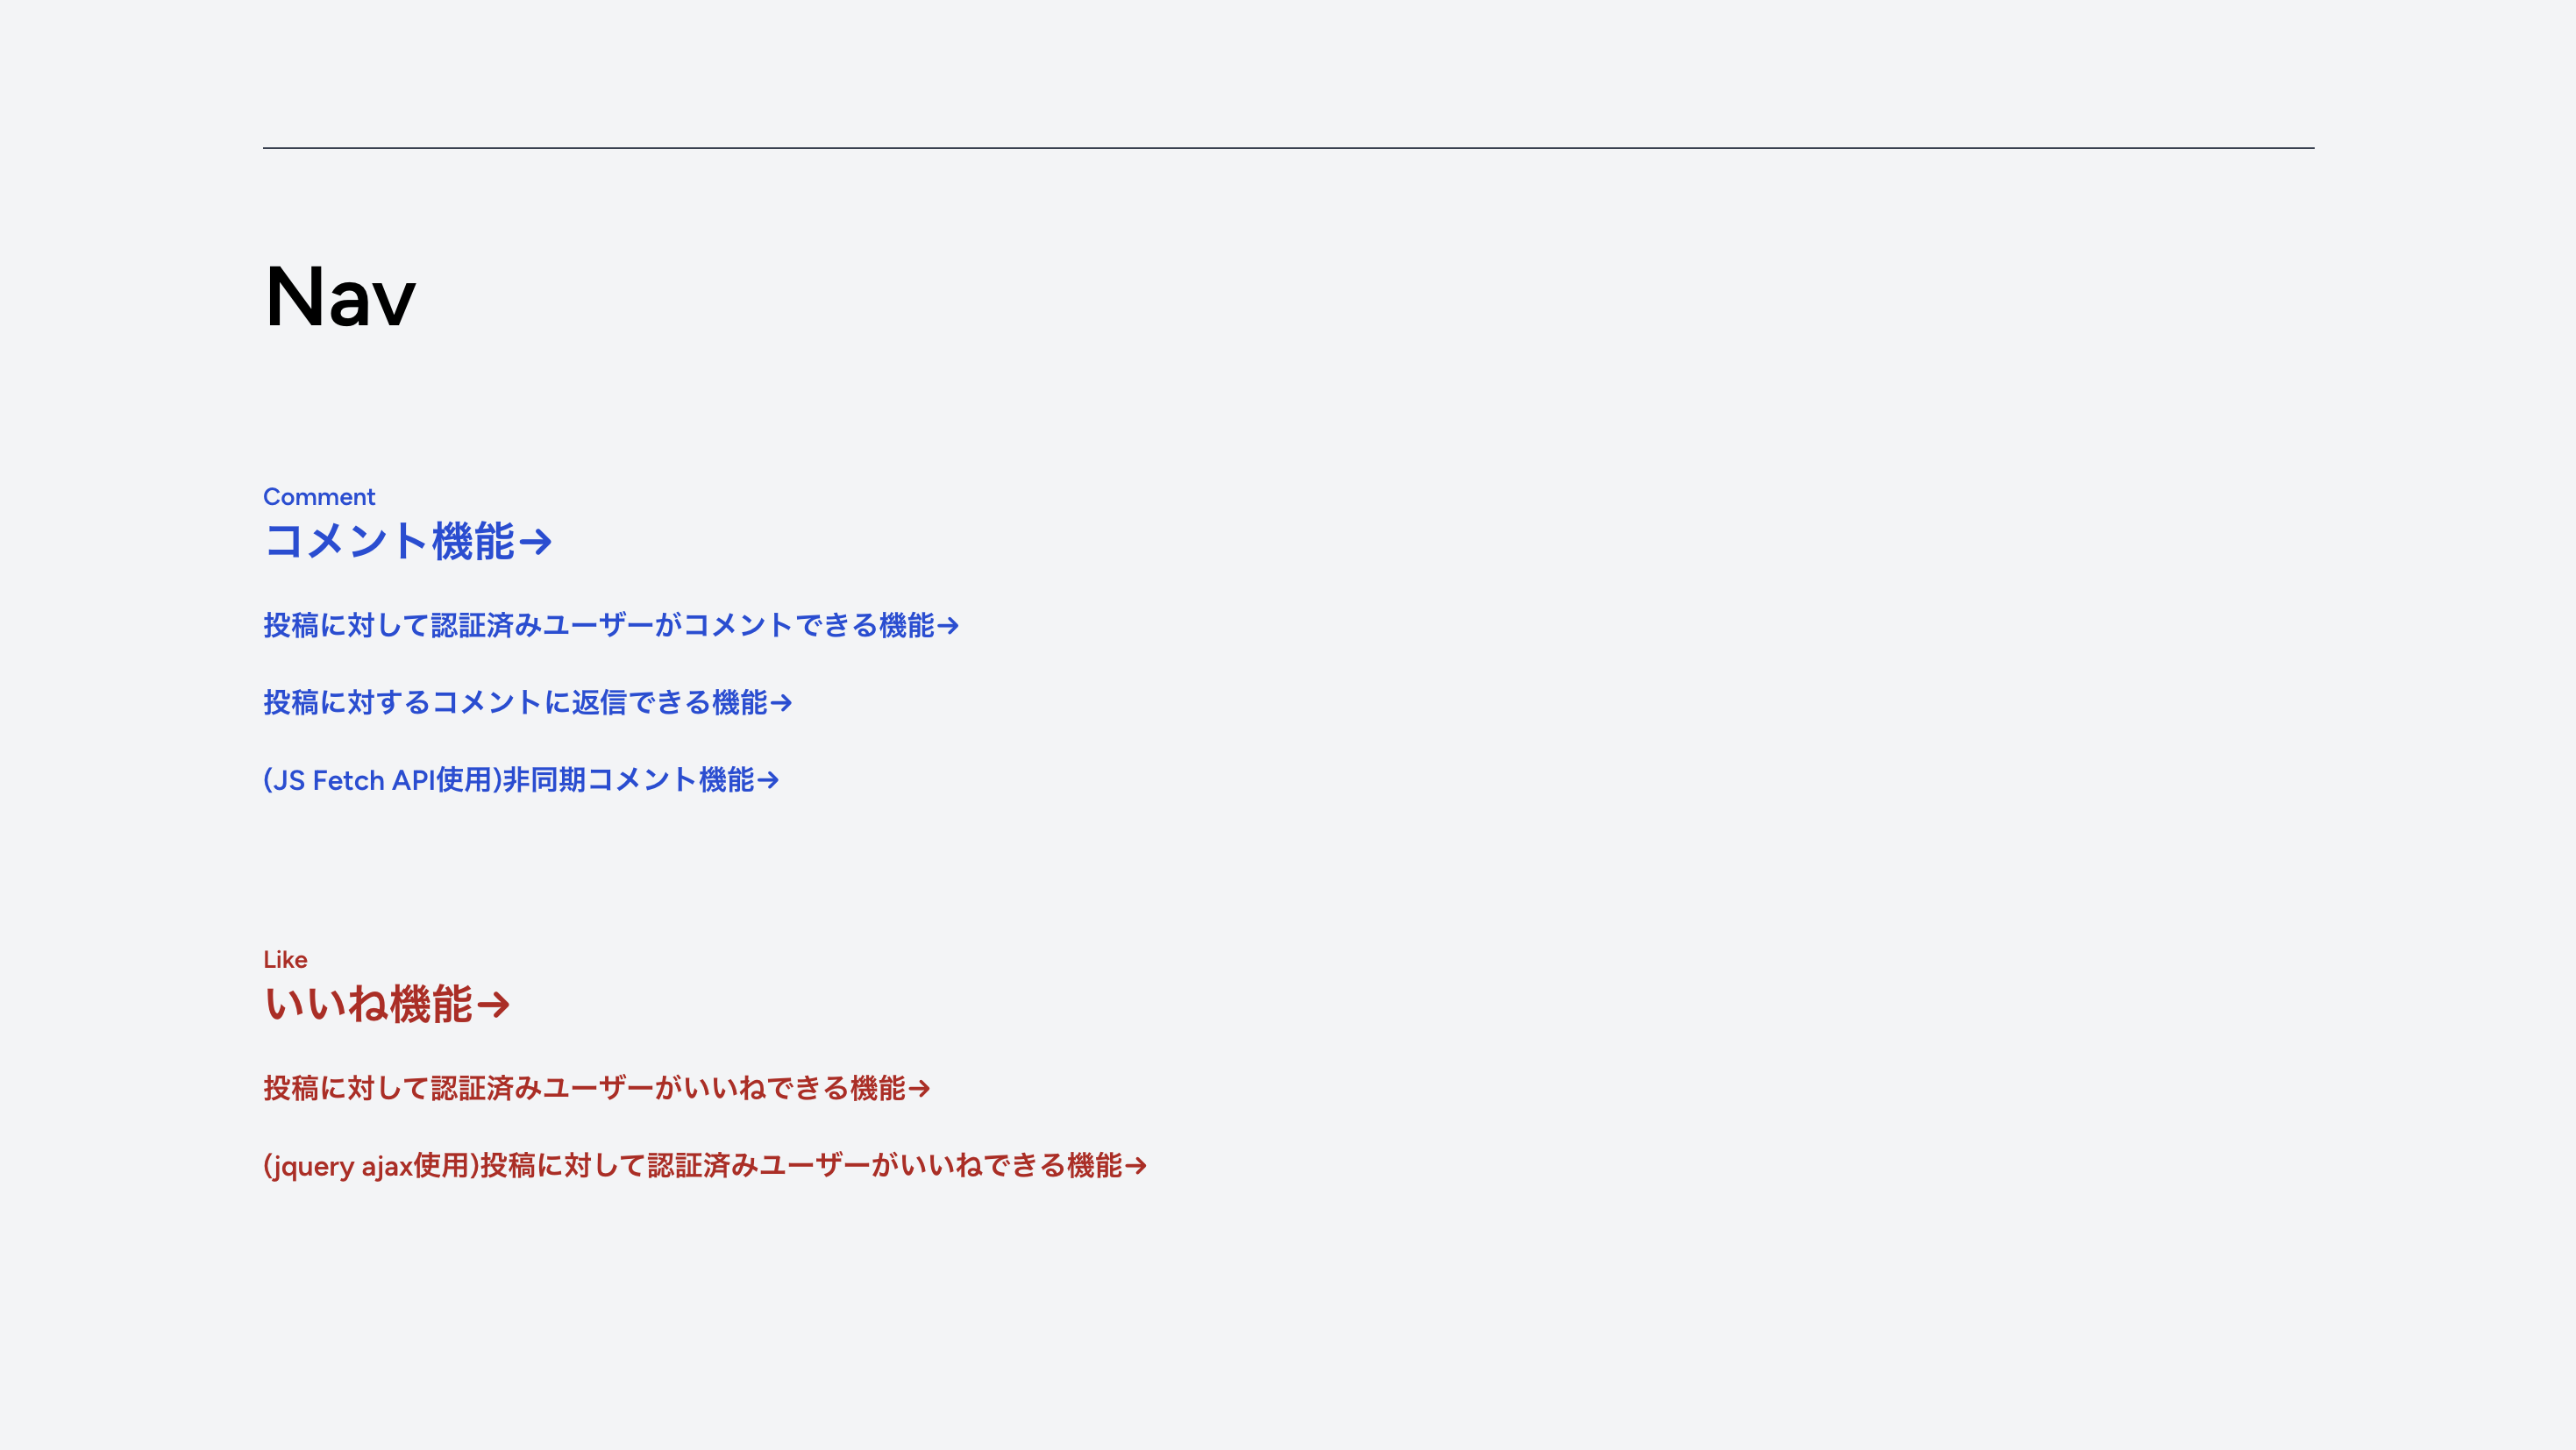 Nav
Comment
コメント機能→
投稿に対して認証済みユーザーがコメントできる機能→
投稿に対するコメントに返信できる機能→
(JS Fetch API使用)非同期コメント機能→
Like
いいね機能→
投稿に対して認証済みユーザーがいいねできる機能→
(jquery ajax使用)投稿に対して認証済みユーザーがいいねできる機能→